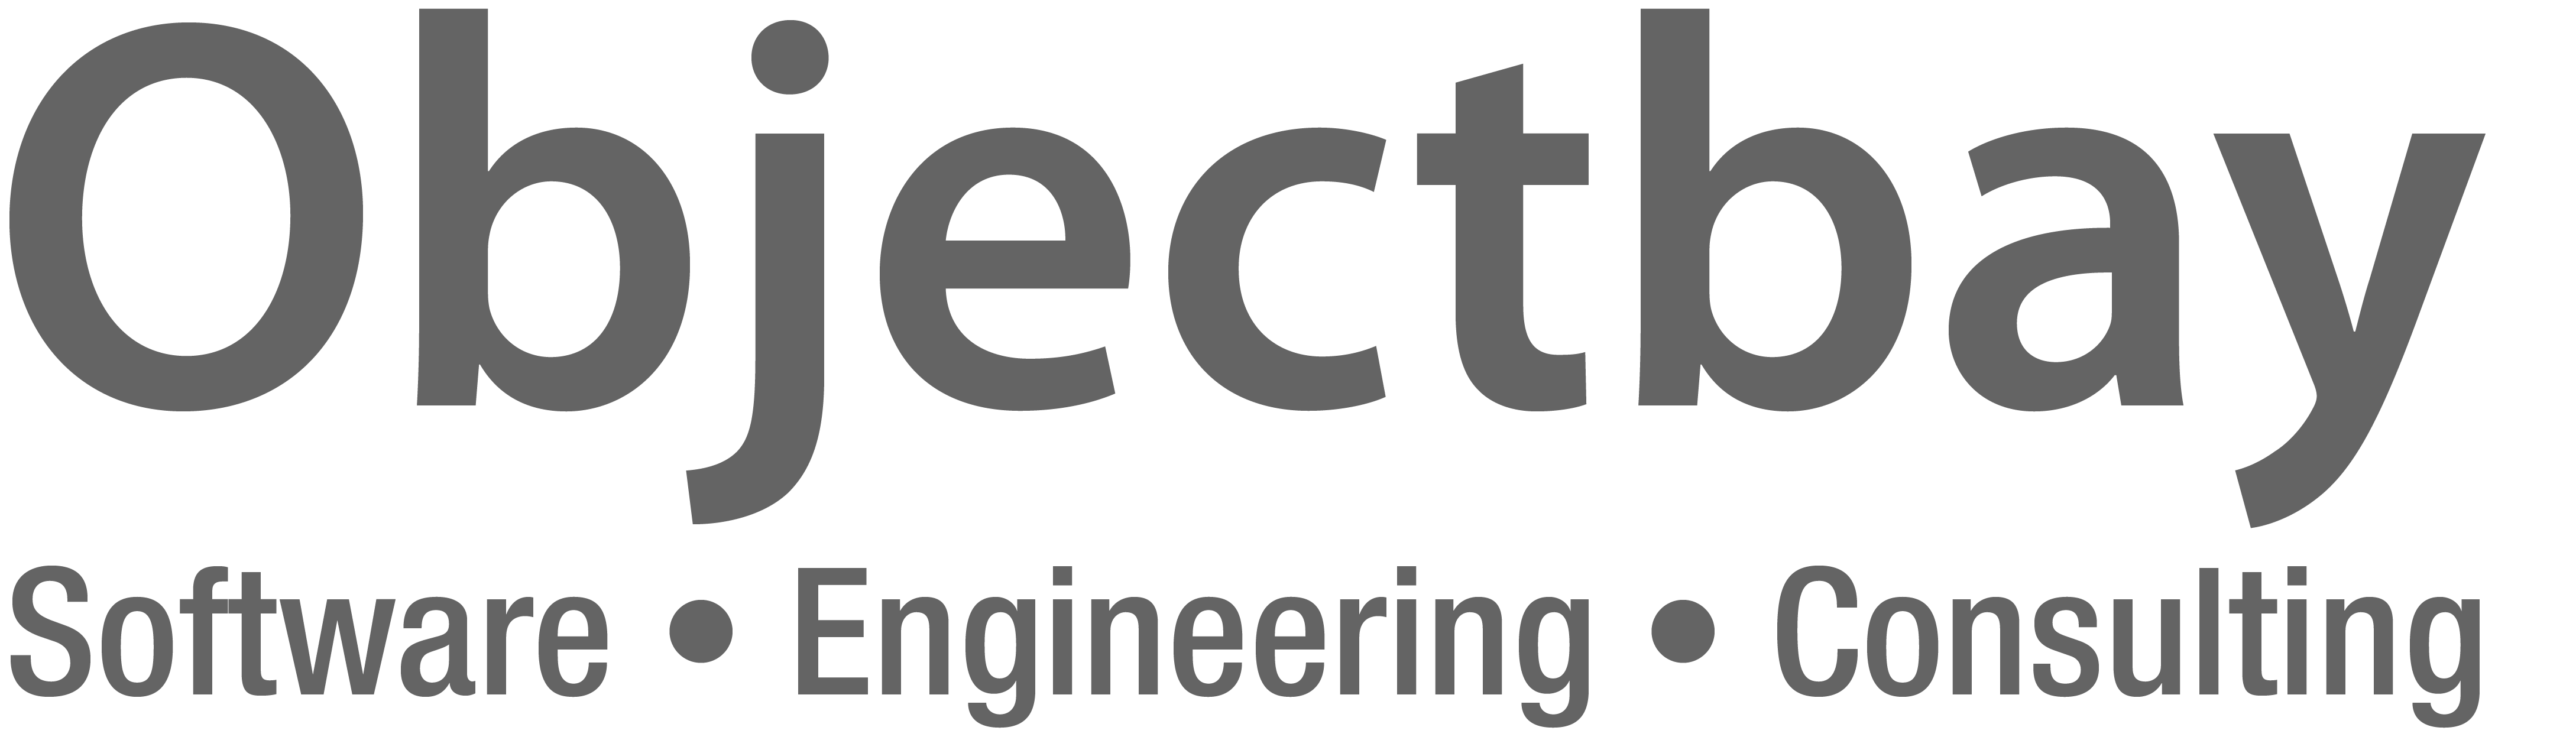 Objectbay
Software • Engineering • Consulting